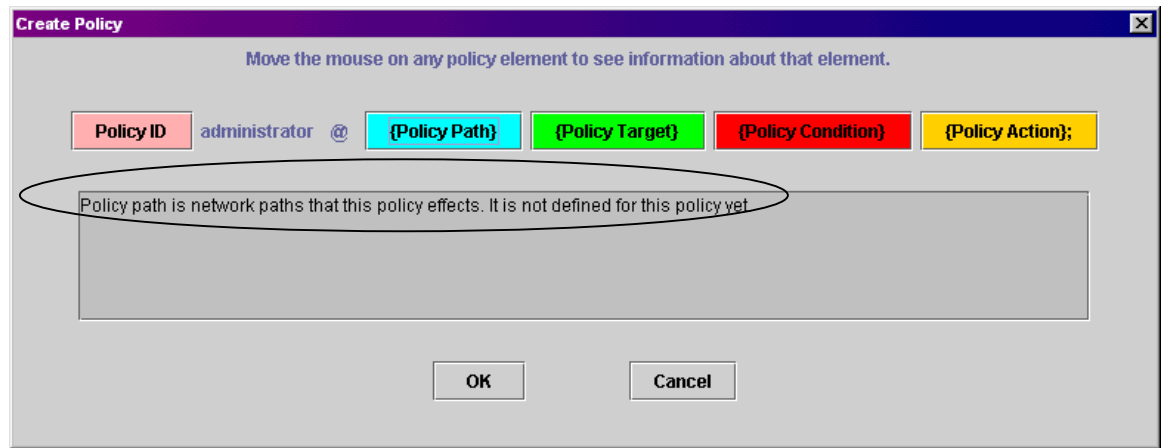 Create Policy
Move the mouse on any policy element to see information about that element.
Policy ID administrator @ {Policy Path} {Policy Target} {Policy Condition} {Policy Action};
Policy path is network paths that this policy effects. It is not defined for this policy yet
OK Cancel